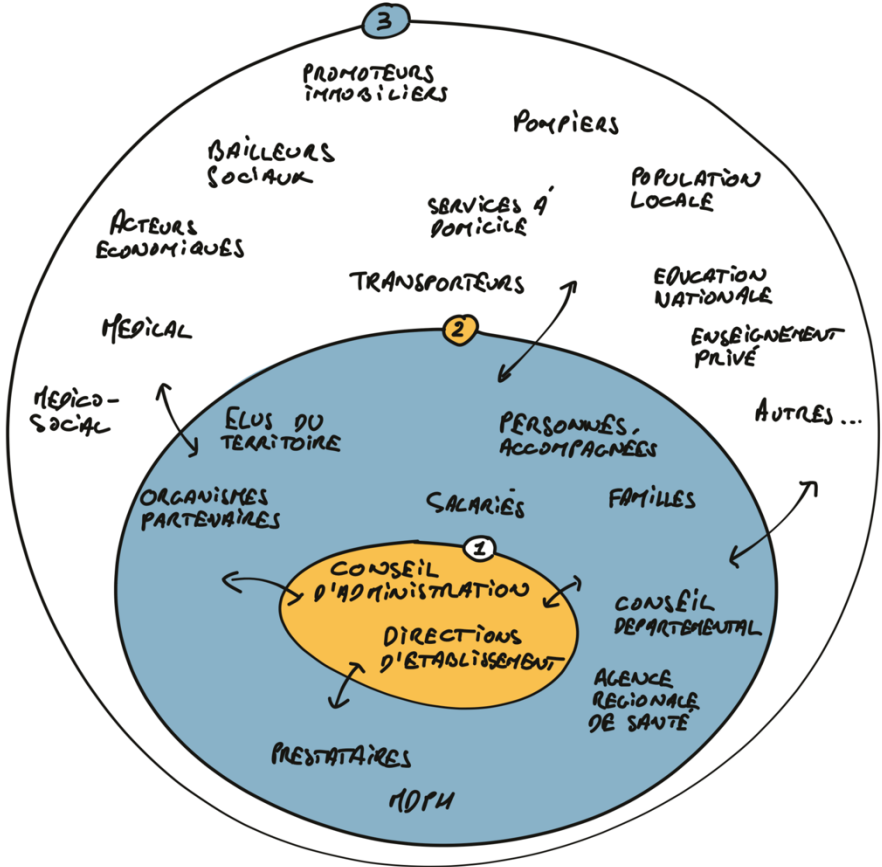 3
PROMOTEURS
IMMOBILIERS
POMPIERS
BAILLEURS
SOCIAUX
POPULATION
LOCALE
SERVICES À
DOMICILE
ACTEURS
ECONOMIQUES
TRANSPORTEURS
EDUCATION
NATIONALE
MEDICAL
ENSEIGNEMENT
PRIVÉ
MEDICO-
SOCIAL
AUTRES...
2
ELUS DU
TERRITOIRE
PERSONNES
ACCOMPAGNÉES
ORGANISMES
PARTENAIRES
SALARIÉS
FAMILLES
1
CONSEIL
D'ADMINISTRATION
DIRECTIONS
D'ETABLISSEMENT
CONSEIL
DEPARTEMENTAL
AGENCE
REGIONALE
DE SANTÉ
PRESTATAIRES
MDPH